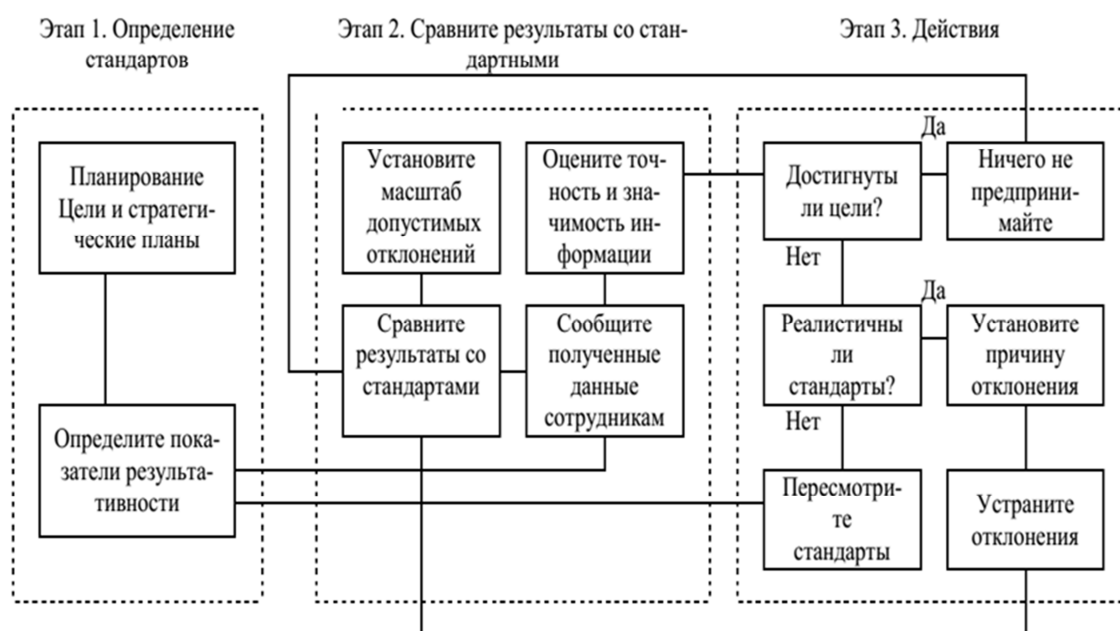 Этап 1. Определение
стандартов
Этап 2. Сравните результаты со стан-
дартными
Этап 3. Действия
Планирование
Цели и стратеги-
ческие планы
Определите пока-
затели результа-
тивности
Установите
масштаб
допустимых
отклонений
Оцените точ-
ность и зна-
чимость ин-
формации
Сравните
результаты со
стандартами
Сообщите
полученные
данные
сотрудникам
Достигнуты
ли цели?
Да
Ничего не
предприни-
майте
Нет
Реалистичны
ли
стандарты?
Да
Установите
причину
отклонения
Нет
Пересмотри-
те
стандарты
Устраните
отклонения